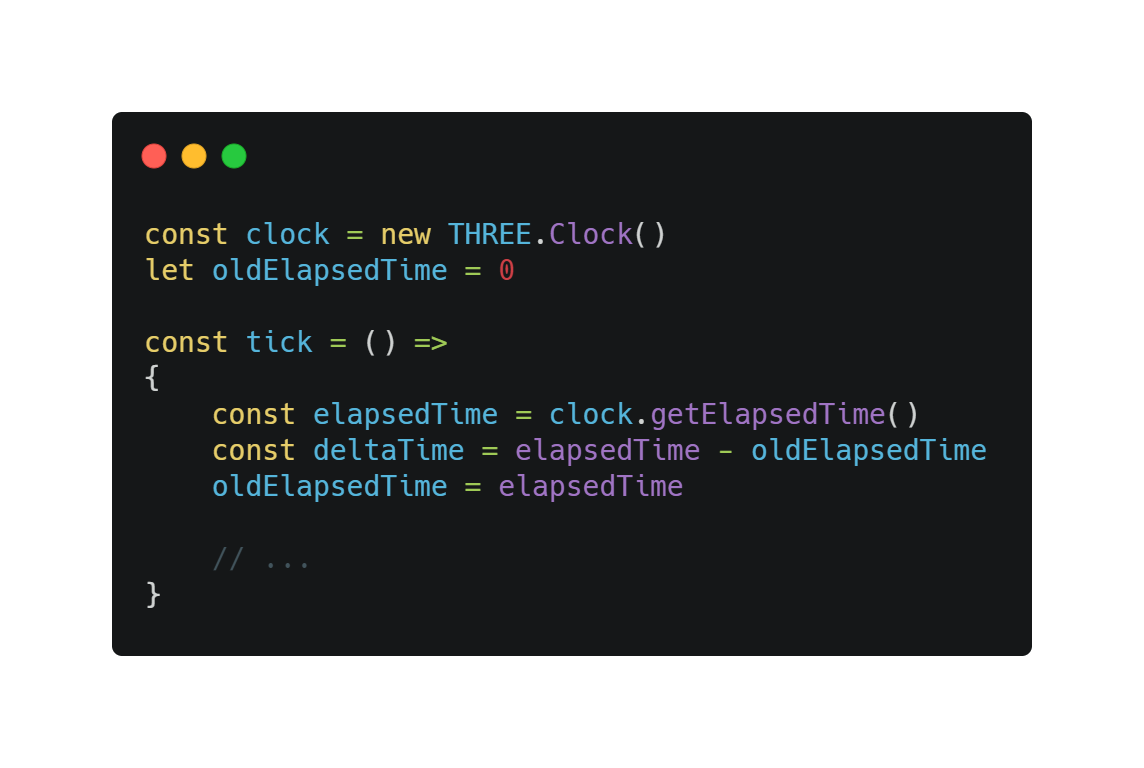 const clock = new THREE.Clock()
let oldElapsedTime = 0

const tick = () =>
{
    const elapsedTime = clock.getElapsedTime()
    const deltaTime = elapsedTime - oldElapsedTime
    oldElapsedTime = elapsedTime

    // ...
}